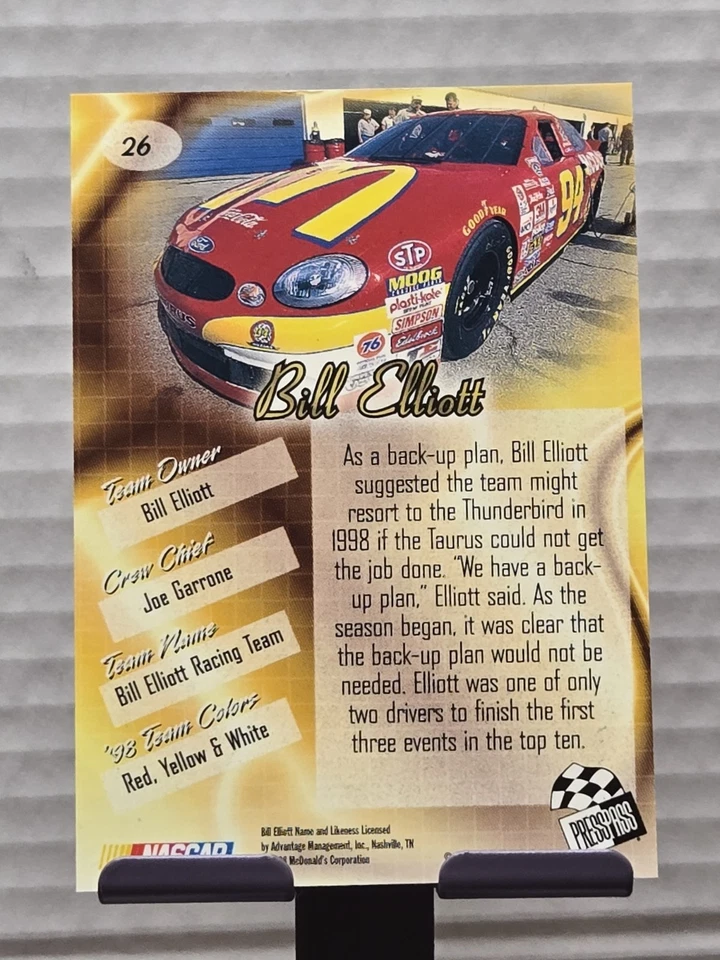 26
Coca-Cola
Ford
TAURUS
GOODYEAR
94
STP
MOOG
plasti-kote
SIMPSON
76
Edelbrock
Bill Elliott
Team Owner
Bill Elliott
Crew Chief
Joe Garrone
Team Name
Bill Elliott Racing Team
'98 Team Colors
Red, Yellow & White
As a back-up plan, Bill Elliott
suggested the team might
resort to the Thunderbird in
1998 if the Taurus could not get
the job done. "We have a back-
up plan," Elliott said. As the
season began, it was clear that
the back-up plan would not be
needed. Elliott was one of only
two drivers to finish the first
three events in the top ten.
PRESS PASS
NASCAR
Bill Elliott Name and Likeness Licensed
by Advantage Management, Inc., Nashville, TN
McDonald's Corporation